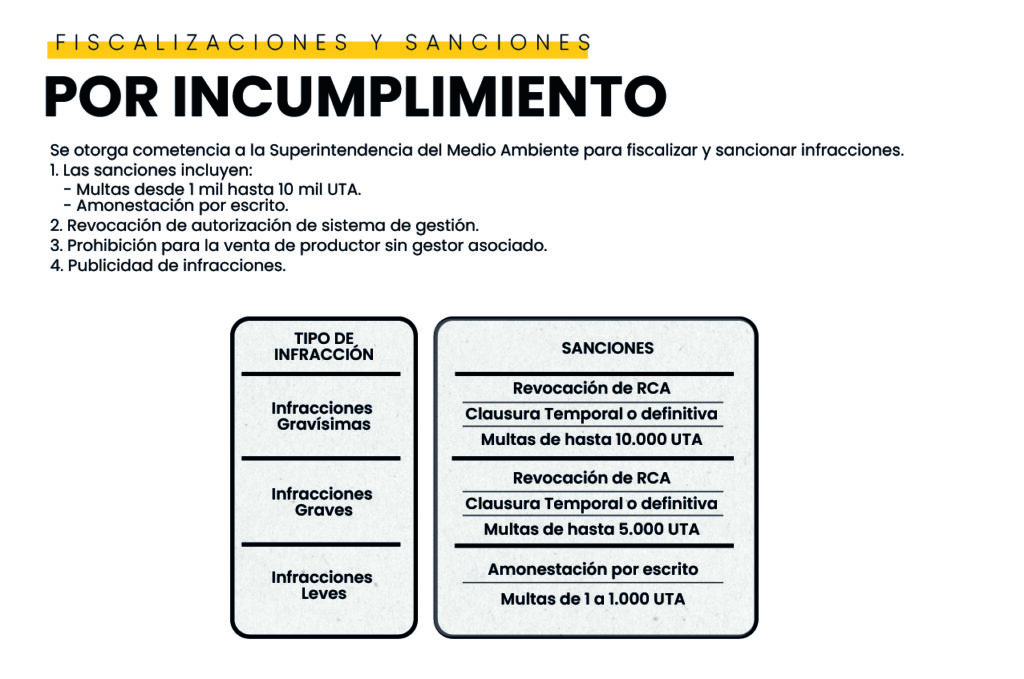 FISCALIZACIONES Y SANCIONES
POR INCUMPLIMIENTO
Se otorga cometencia a la Superintendencia del Medio Ambiente para fiscalizar y sancionar infracciones.
1. Las sanciones incluyen:
- Multas desde 1 mil hasta 10 mil UTA.
- Amonestación por escrito.
2. Revocación de autorización de sistema de gestión.
3. Prohibición para la venta de productor sin gestor asociado.
4. Publicidad de infracciones.
TIPO DE
INFRACCIÓN
SANCIONES
Infracciones
Gravísimas
Revocación de RCA
Clausura Temporal o definitiva
Multas de hasta 10.000 UTA
Infracciones
Graves
Revocación de RCA
Clausura Temporal o definitiva
Multas de hasta 5.000 UTA
Infracciones
Leves
Amonestación por escrito
Multas de 1 a 1.000 UTA